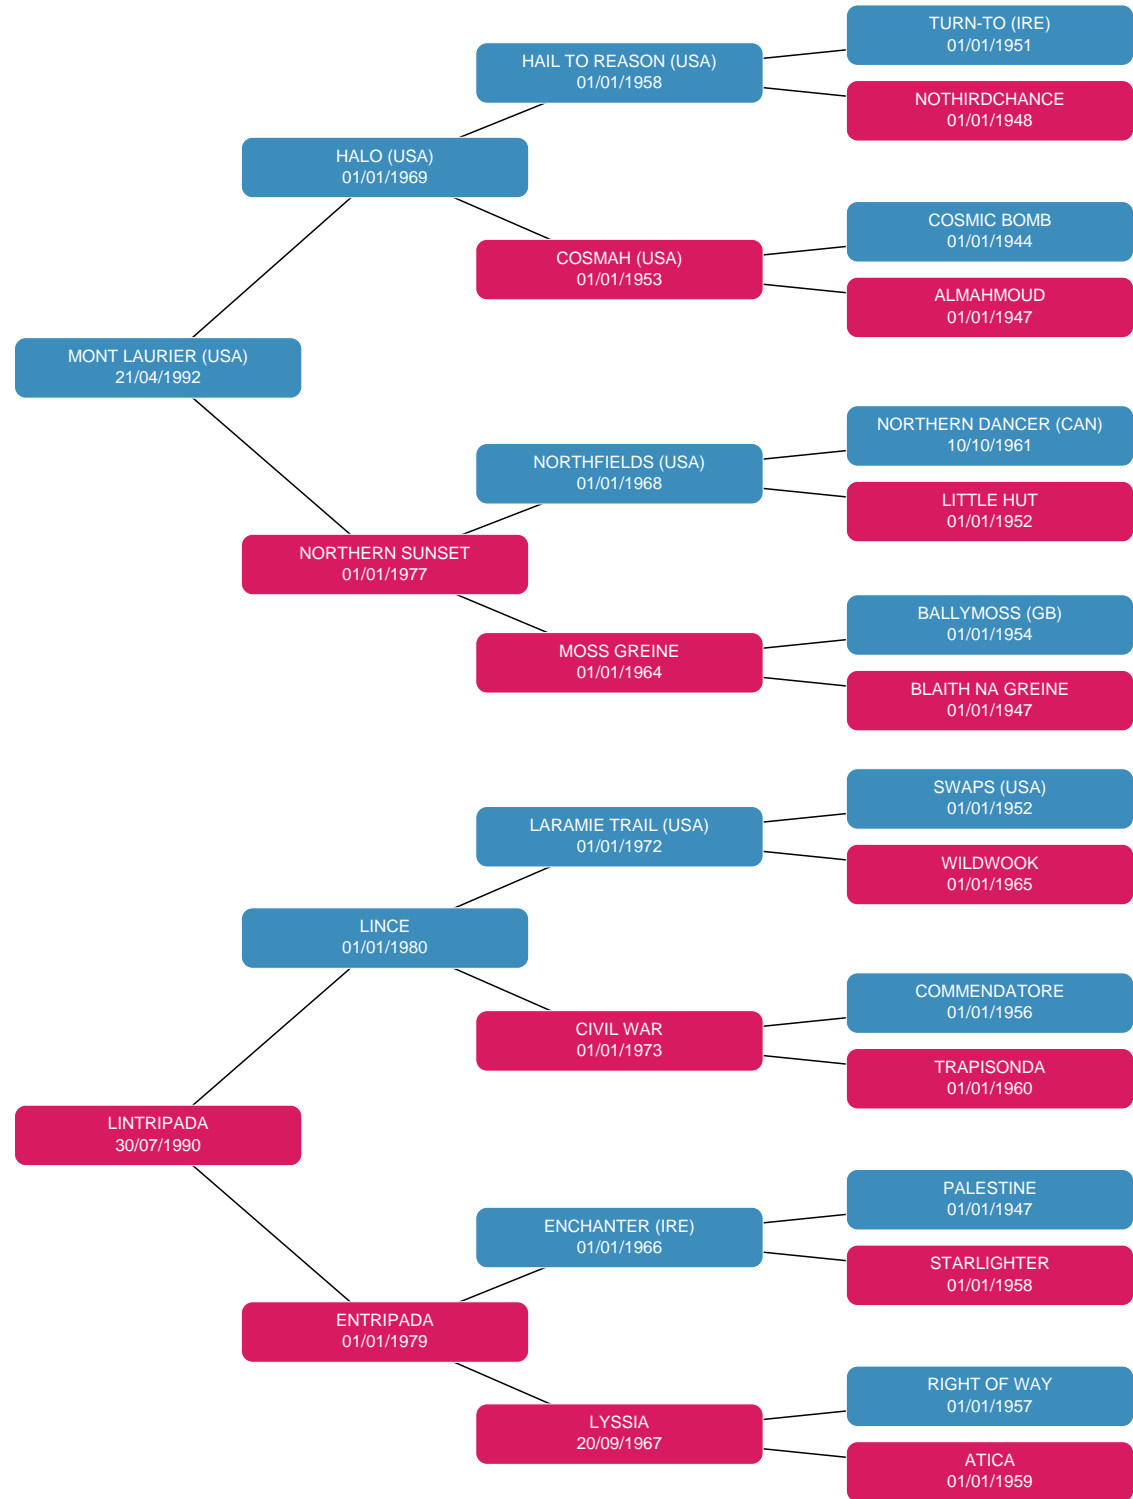 TURN-TO (IRE)
01/01/1951
HAIL TO REASON (USA)
01/01/1958
NOTHIRDCHANCE
01/01/1948
HALO (USA)
01/01/1969
COSMIC BOMB
01/01/1944
COSMAH (USA)
01/01/1953
ALMAHMOUD
01/01/1947
MONT LAURIER (USA)
21/04/1992
NORTHERN DANCER (CAN)
10/10/1961
NORTHFIELDS (USA)
01/01/1968
LITTLE HUT
01/01/1952
NORTHERN SUNSET
01/01/1977
BALLYMOSS (GB)
01/01/1954
MOSS GREINE
01/01/1964
BLAITH NA GREINE
01/01/1947
SWAPS (USA)
01/01/1952
LARAMIE TRAIL (USA)
01/01/1972
WILDWOOK
01/01/1965
LINCE
01/01/1980
COMMENDATORE
01/01/1956
CIVIL WAR
01/01/1973
TRAPISONDA
01/01/1960
LINTRIPADA
30/07/1990
PALESTINE
01/01/1947
ENCHANTER (IRE)
01/01/1966
STARLIGHTER
01/01/1958
ENTRIPADA
01/01/1979
RIGHT OF WAY
01/01/1957
LYSSIA
20/09/1967
ATICA
01/01/1959